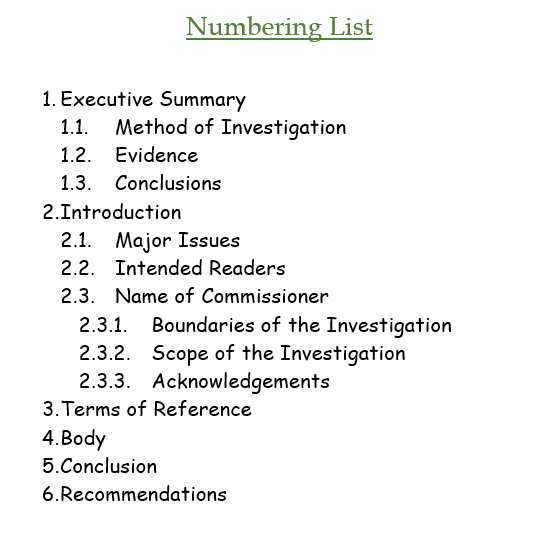 Numbering List
1. Executive Summary
1.1. Method of Investigation
1.2. Evidence
1.3. Conclusions
2.Introduction
2.1. Major Issues
2.2. Intended Readers
2.3. Name of Commissioner
2.3.1. Boundaries of the Investigation
2.3.2. Scope of the Investigation
2.3.3. Acknowledgements
3.Terms of Reference
4.Body
5.Conclusion
6.Recommendations